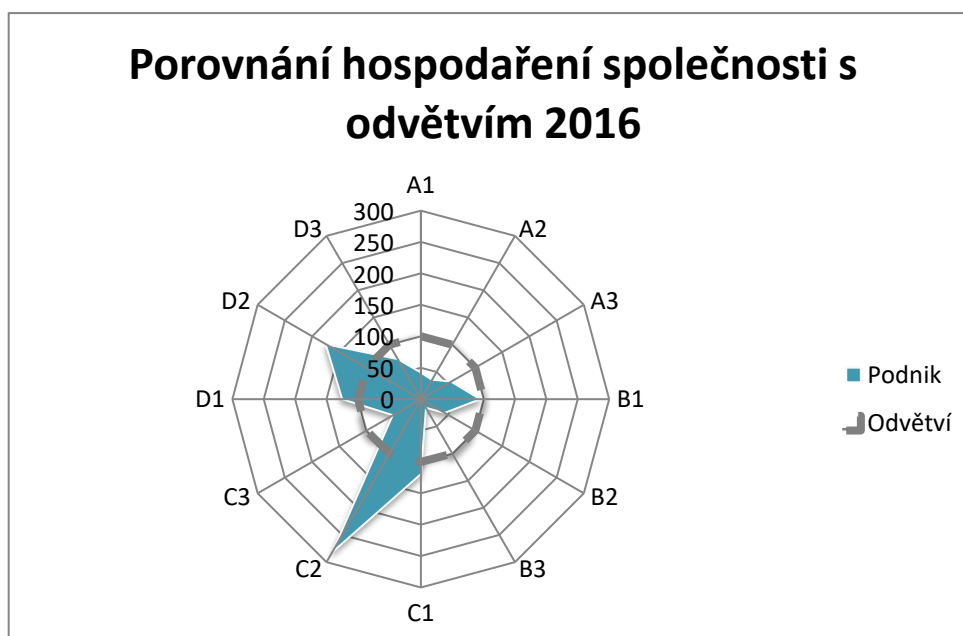 Porovnání hospodaření společnosti s
odvětvím 2016
A1
A2
A3
B1
B2
B3
C1
C2
C3
D1
D2
D3
300
250
200
150
100
50
0
Podnik
Odvětví